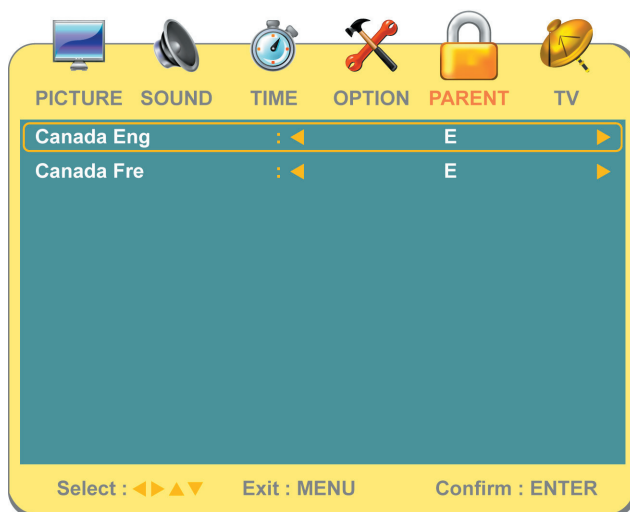 PICTURE SOUND TIME OPTION PARENT TV
Canada Eng : ◀ E ▶
Canada Fre : ◀ E ▶
Select : ◀▶▲▼ Exit : MENU Confirm : ENTER